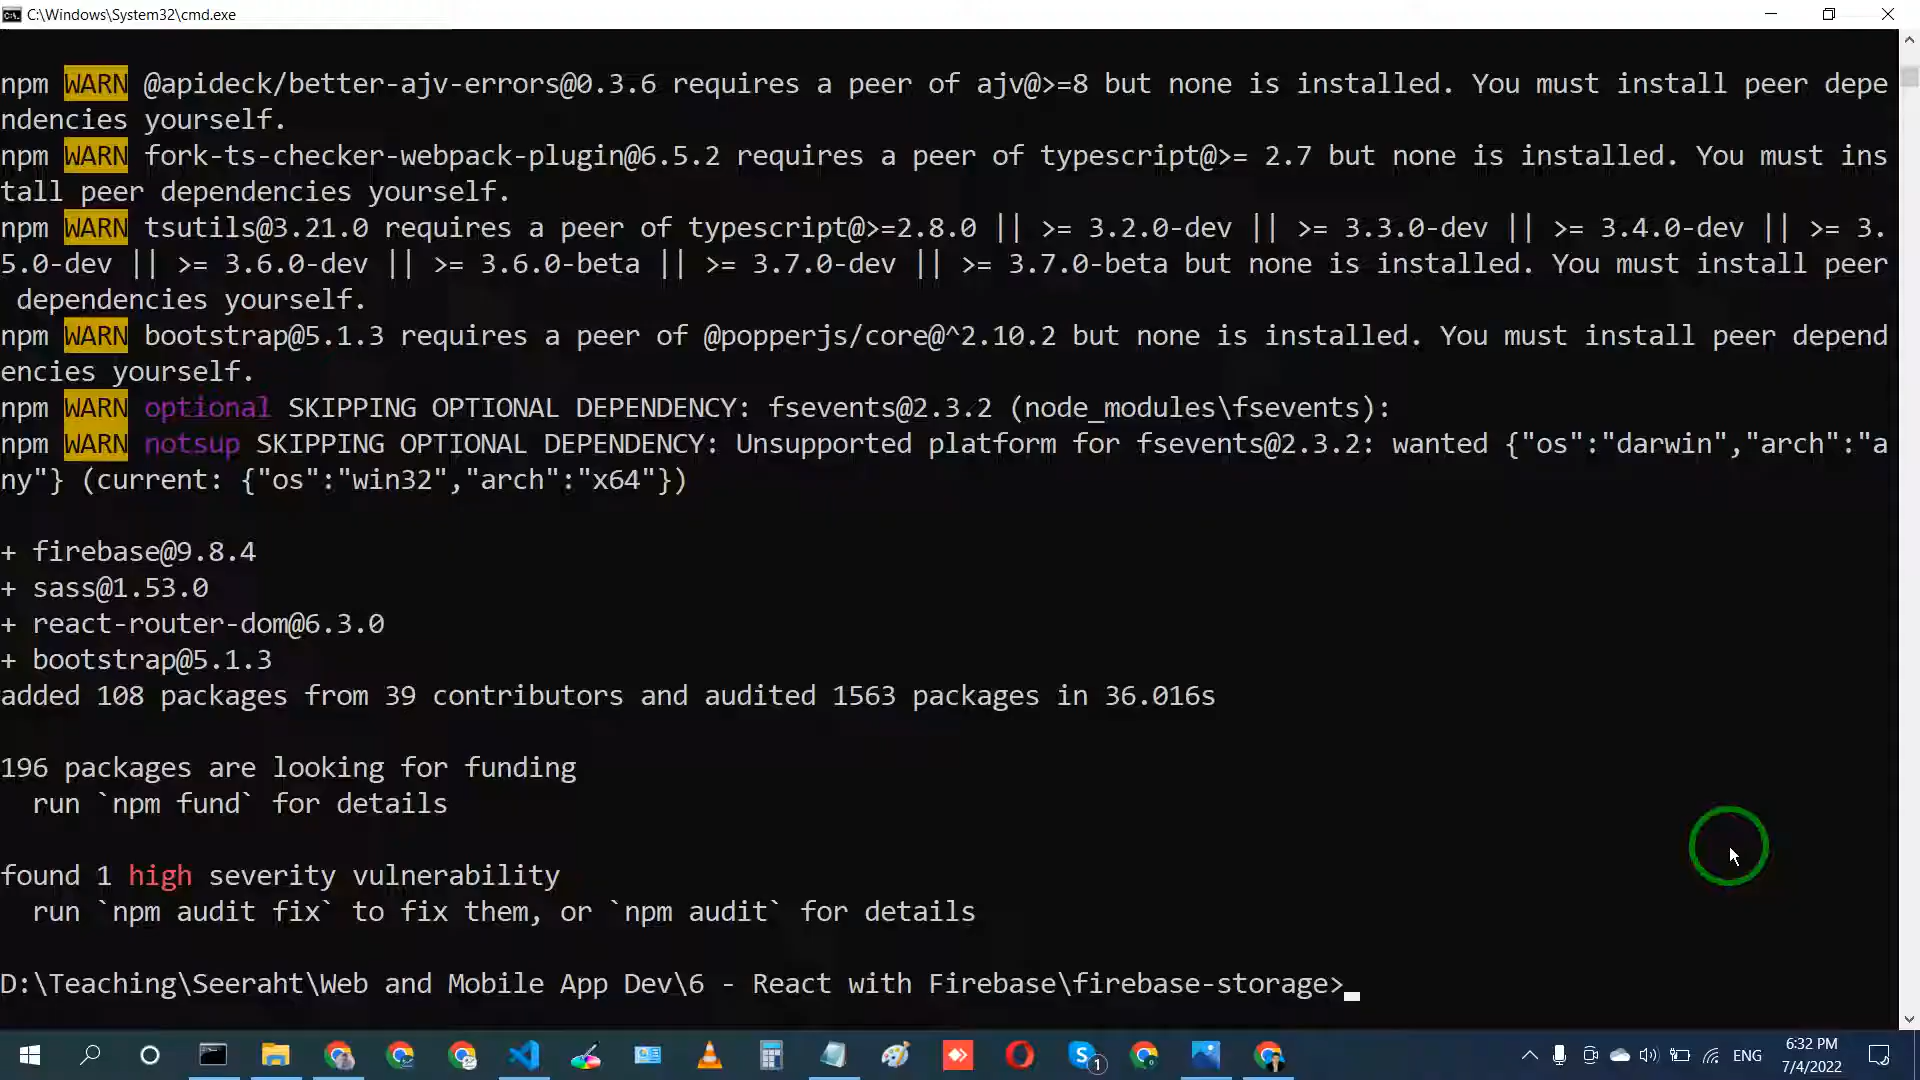 C:\Windows\System32\cmd.exe
npm WARN @apideck/better-ajv-errors@0.3.6 requires a peer of ajv@>=8 but none is installed. You must install peer depe
ndencies yourself.
npm WARN fork-ts-checker-webpack-plugin@6.5.2 requires a peer of typescript@>= 2.7 but none is installed. You must ins
tall peer dependencies yourself.
npm WARN tsutils@3.21.0 requires a peer of typescript@>=2.8.0 || >= 3.2.0-dev || >= 3.3.0-dev || >= 3.4.0-dev || >= 3.
5.0-dev || >= 3.6.0-dev || >= 3.6.0-beta || >= 3.7.0-dev || >= 3.7.0-beta but none is installed. You must install peer
 dependencies yourself.
npm WARN bootstrap@5.1.3 requires a peer of @popperjs/core@^2.10.2 but none is installed. You must install peer depend
encies yourself.
npm WARN optional SKIPPING OPTIONAL DEPENDENCY: fsevents@2.3.2 (node_modules\fsevents):
npm WARN notsup SKIPPING OPTIONAL DEPENDENCY: Unsupported platform for fsevents@2.3.2: wanted {"os":"darwin","arch":"a
ny"} (current: {"os":"win32","arch":"x64"})
+ firebase@9.8.4
+ sass@1.53.0
+ react-router-dom@6.3.0
+ bootstrap@5.1.3
added 108 packages from 39 contributors and audited 1563 packages in 36.016s
196 packages are looking for funding
  run `npm fund` for details
found 1 high severity vulnerability
  run `npm audit fix` to fix them, or `npm audit` for details
D:\Teaching\Seeraht\Web and Mobile App Dev\6 - React with Firebase\firebase-storage>
1
ENG
6:32 PM
7/4/2022